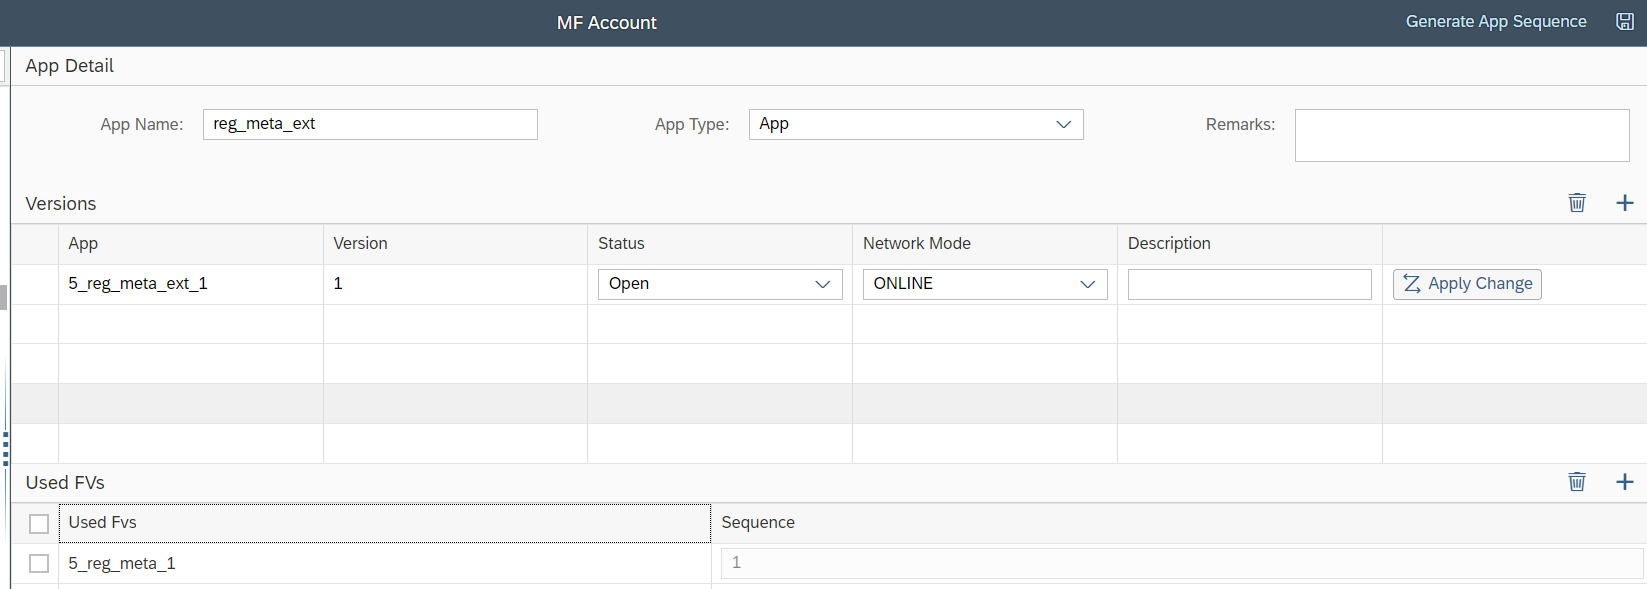 MF Account
Generate App Sequence
App Detail
App Name: reg_meta_ext App Type: App Remarks:
Versions
App Version Status Network Mode Description
5_reg_meta_ext_1 1 Open ONLINE Apply Change
Used FVs
Used Fvs Sequence
5_reg_meta_1 1